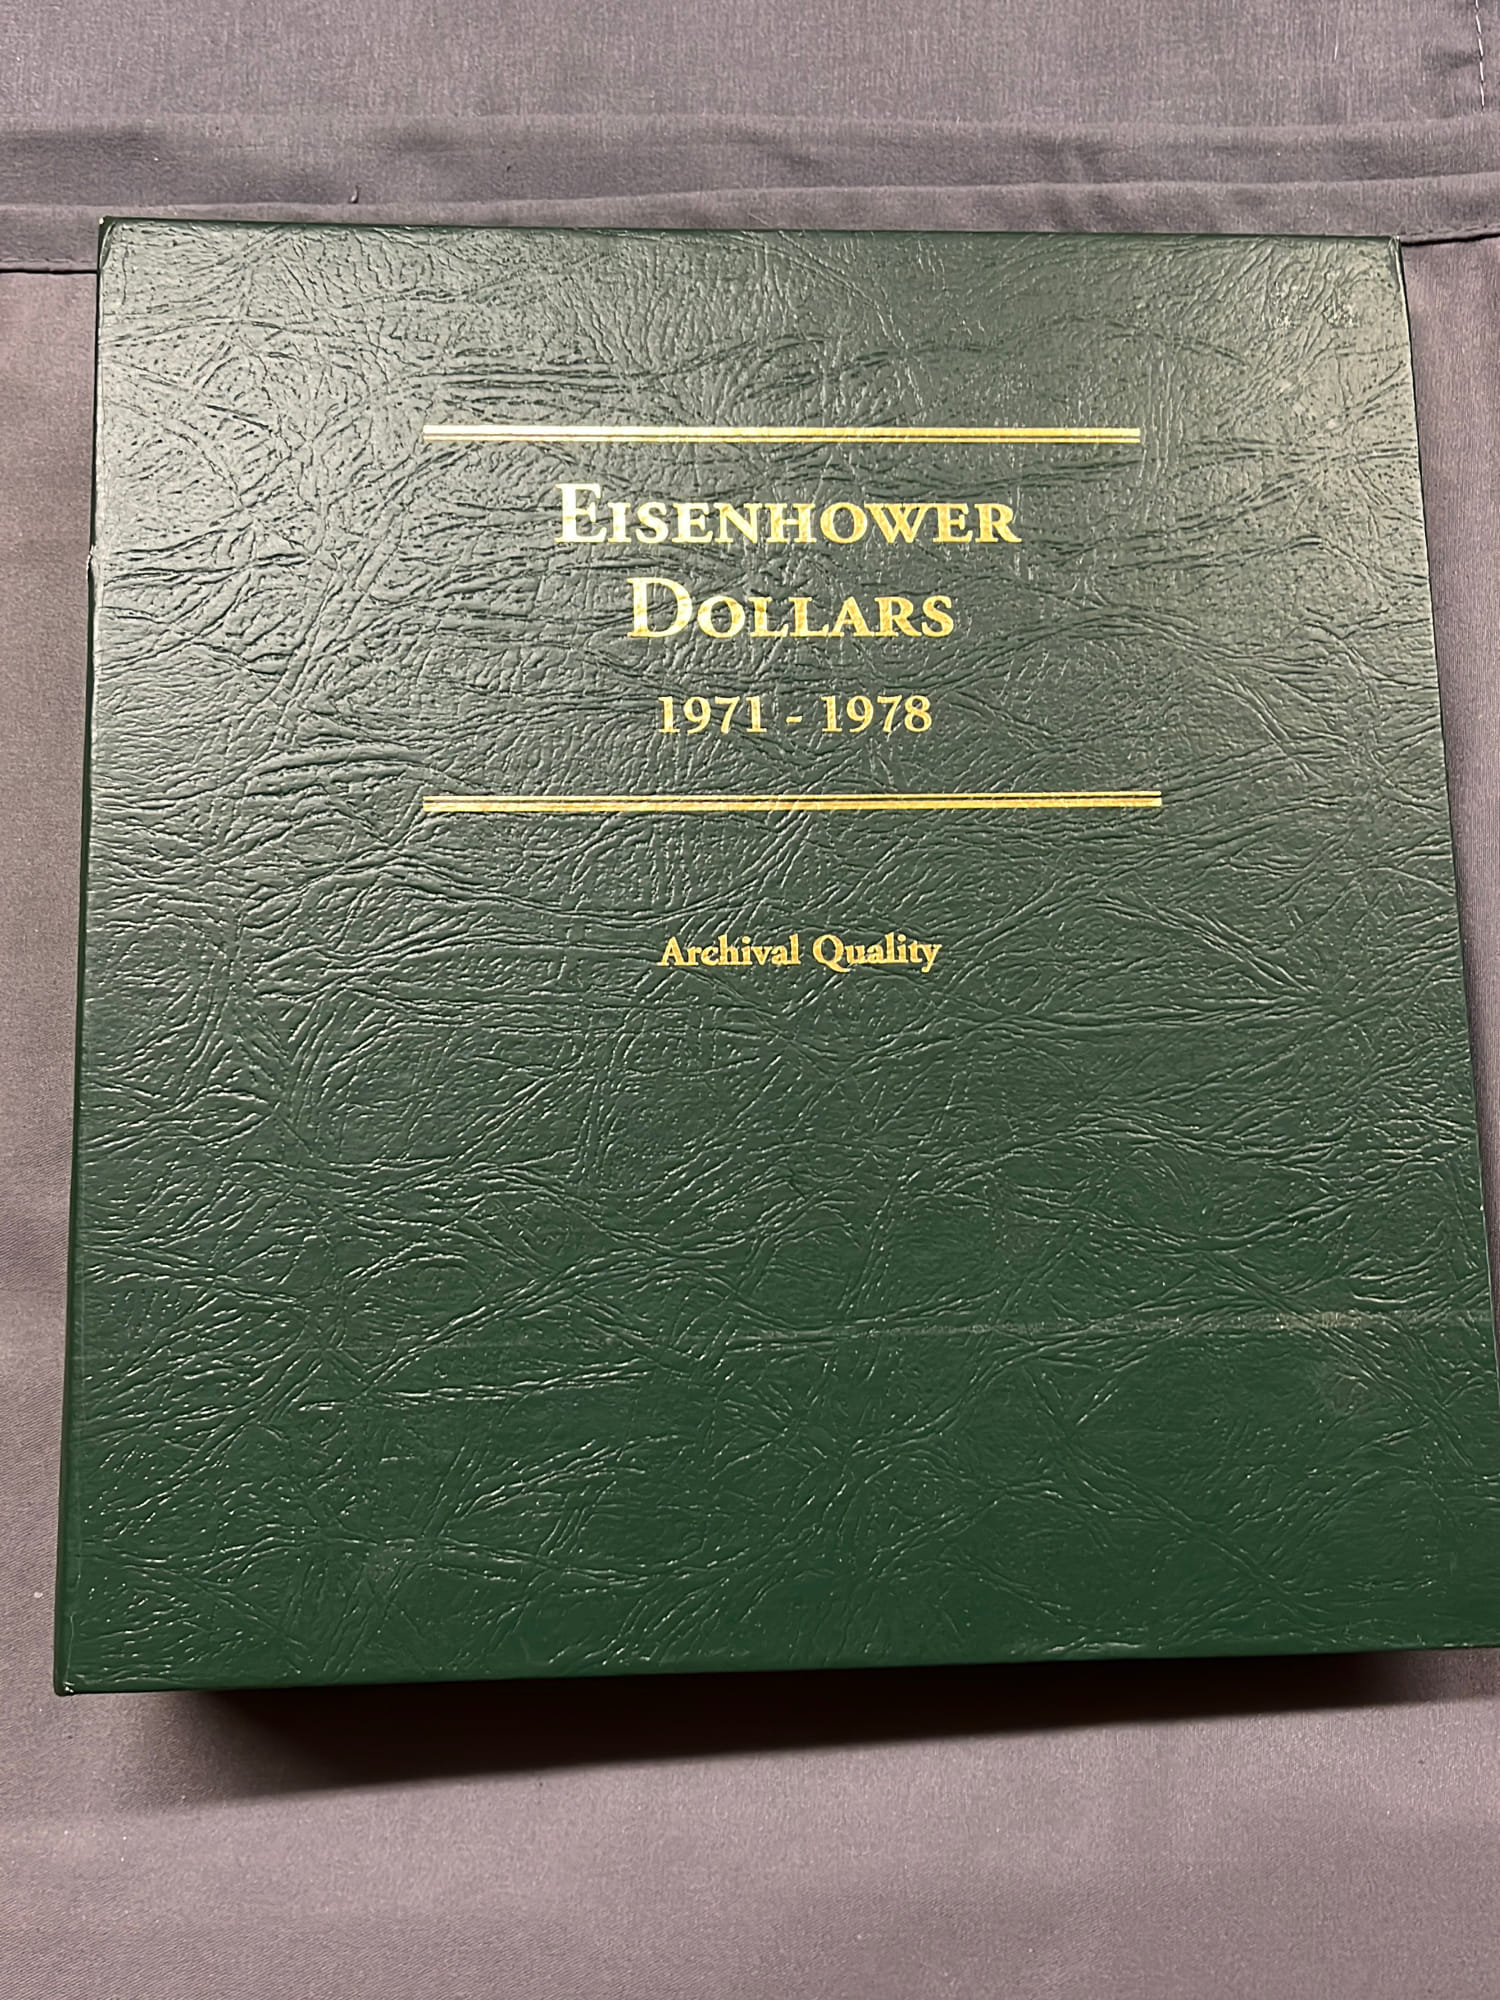 EISENHOWER
DOLLARS
1971 - 1978
Archival Quality